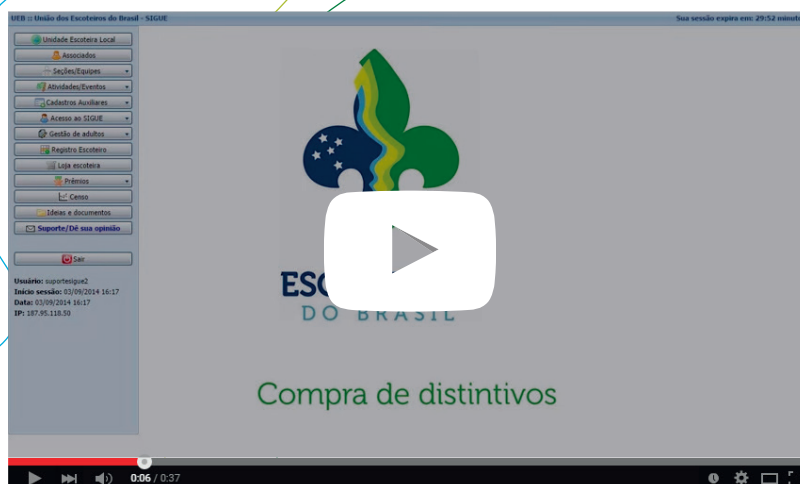 UEB :: União dos Escoteiros do Brasil - SIGUE
Sua sessão expira em: 29:52
Unidade Escoteira Local
Associados
Seções/Equipes
Atividades/Eventos
Cadastros Auxiliares
Acesso ao SIGUE
Gestão de adultos
Registro Escoteiro
Loja escoteira
Prêmios
Censo
Ideias e documentos
Suporte/Dê sua opinião
Sair
Usuário: suportesigue2
Início sessão: 03/09/2014 16:17
Data: 03/09/2014 16:17
IP: 187.95.118.50
DO BRASIL
Compra de distintivos
0:06 / 0:37